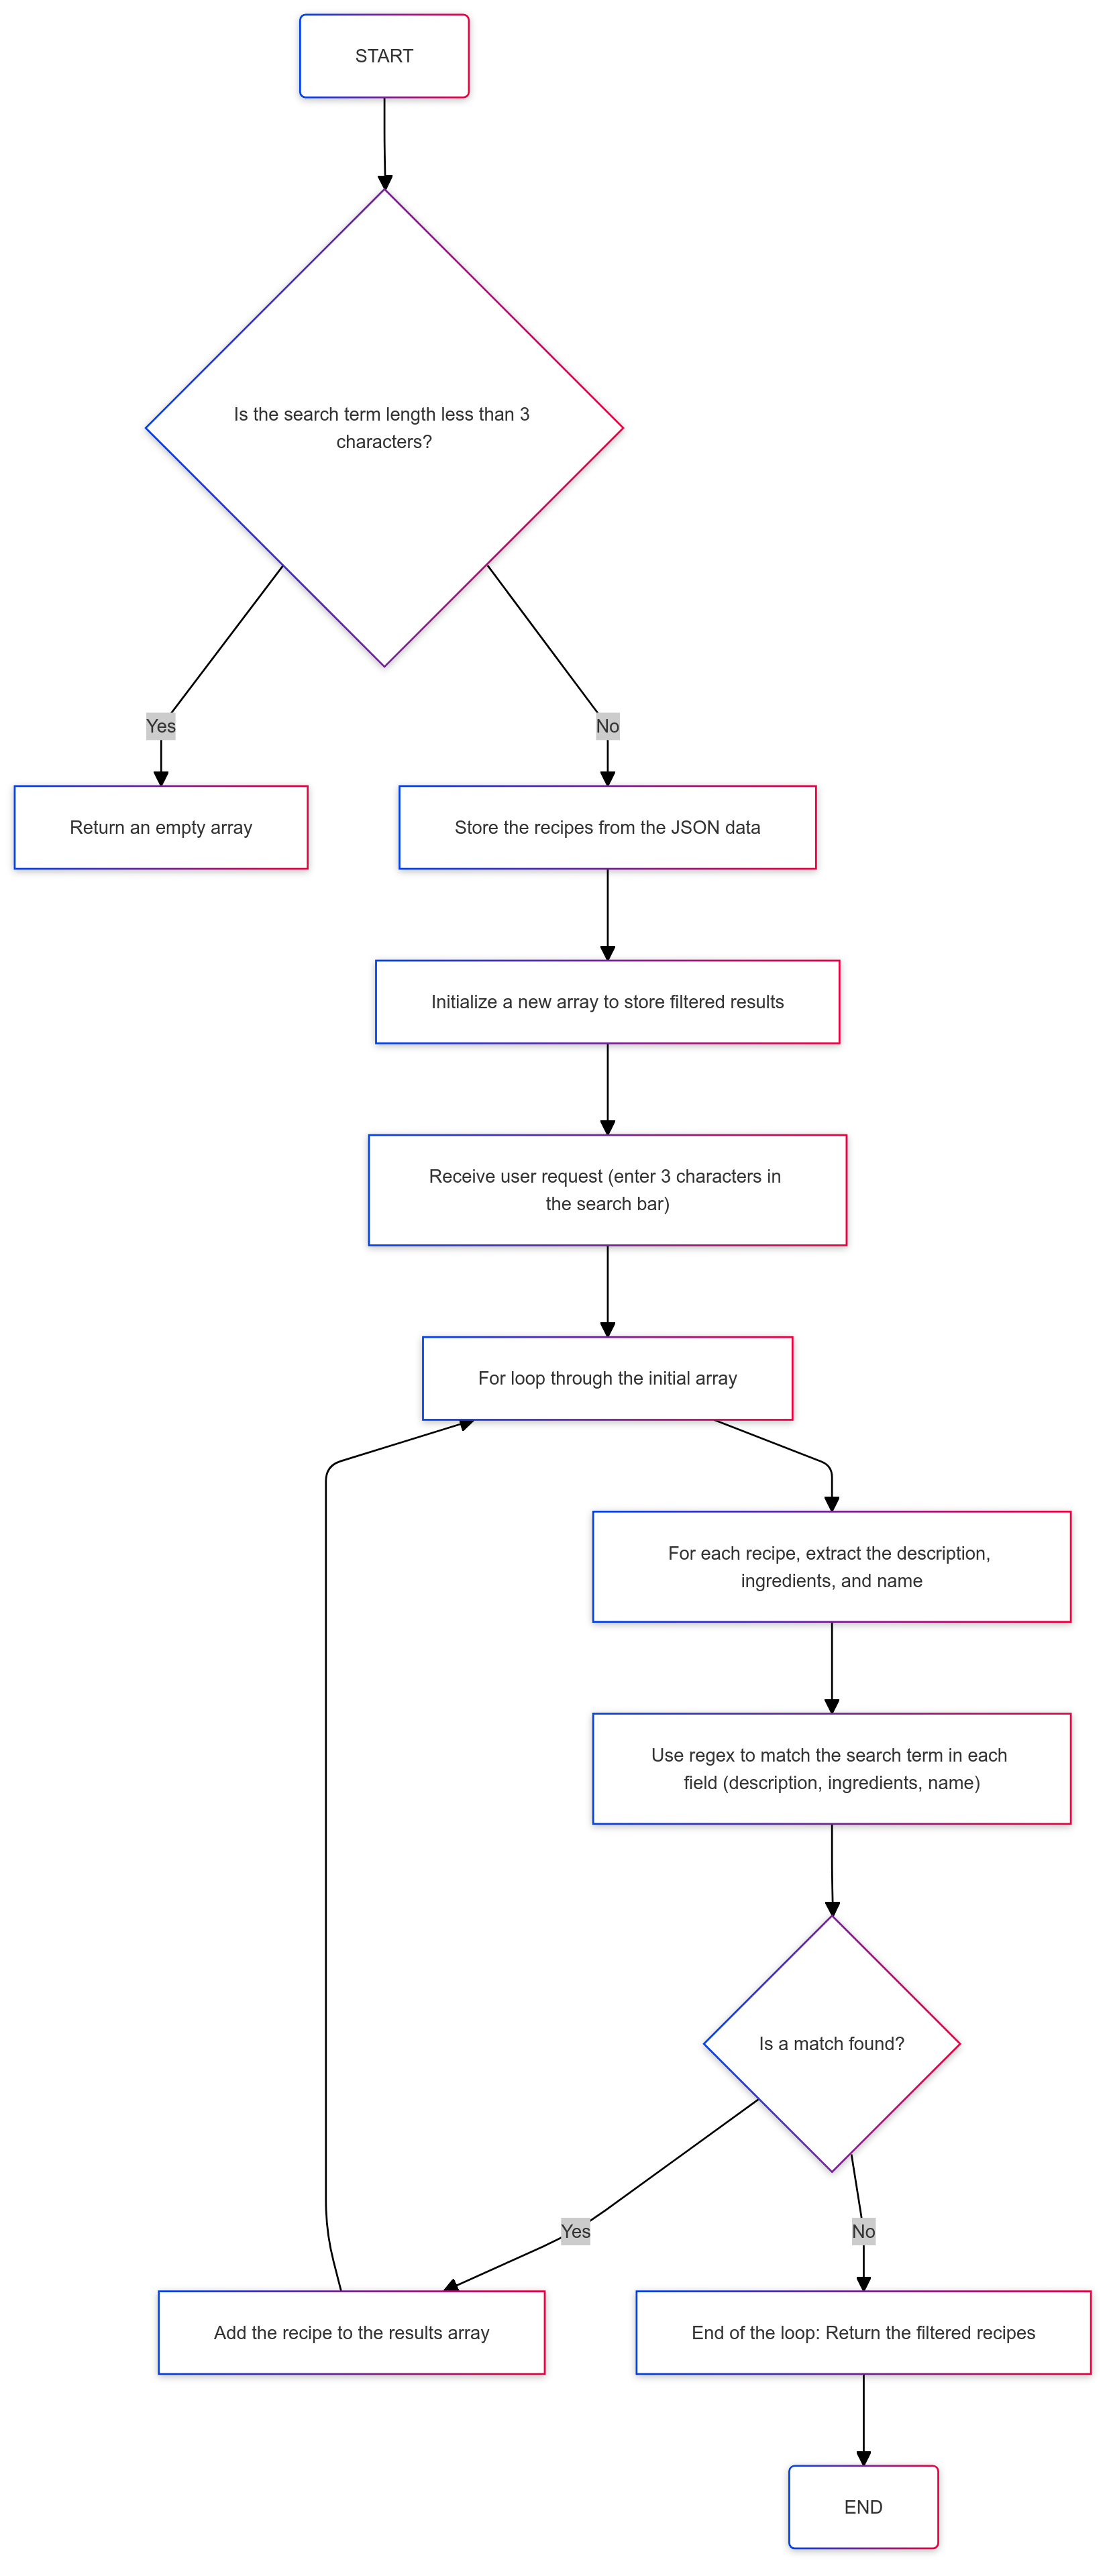 START
Is the search term length less than 3
characters?
Yes
No
Return an empty array
Store the recipes from the JSON data
Initialize a new array to store filtered results
Receive user request (enter 3 characters in
the search bar)
For loop through the initial array
For each recipe, extract the description,
ingredients, and name
Use regex to match the search term in each
field (description, ingredients, name)
Is a match found?
Yes
No
Add the recipe to the results array
End of the loop: Return the filtered recipes
END